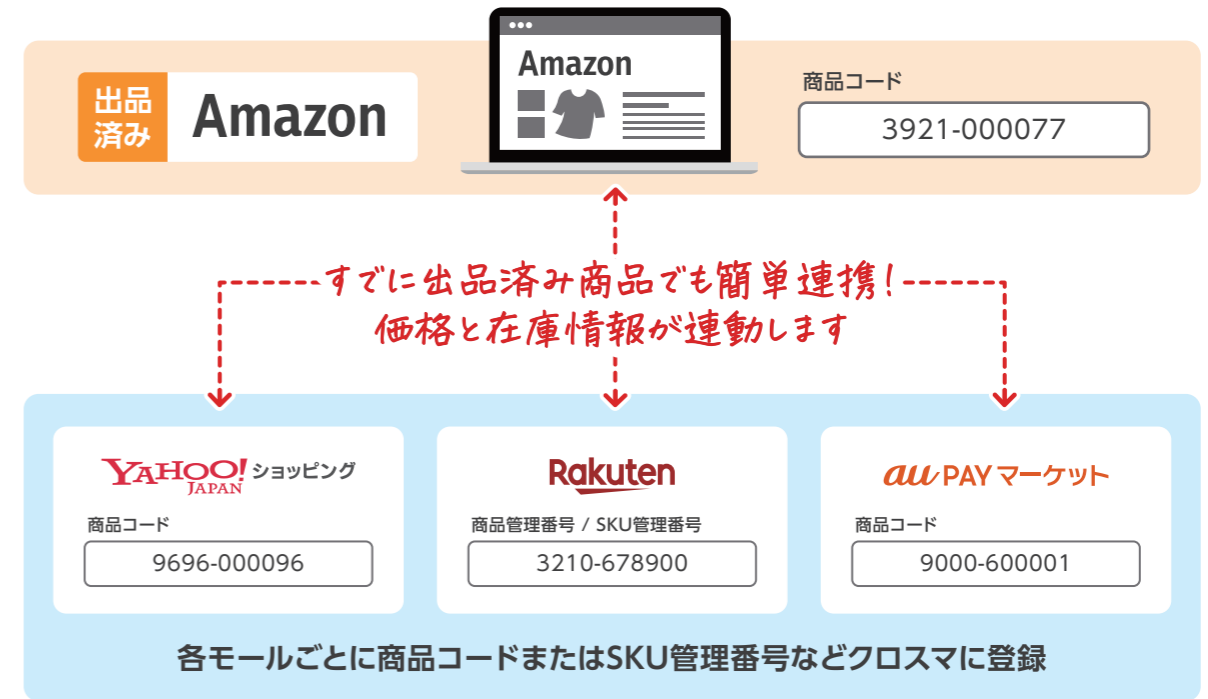 出品
済み
Amazon
Amazon
商品コード
3921-000077
すでに出品済み商品でも簡単連携!
価格と在庫情報が連動します
YAHOO!
JAPAN
ショッピング
商品コード
9696-000096
Rakuten
商品管理番号 / SKU管理番号
3210-678900
au PAY マーケット
商品コード
9000-600001
各モールごとに商品コードまたはSKU管理番号などクロスマに登録